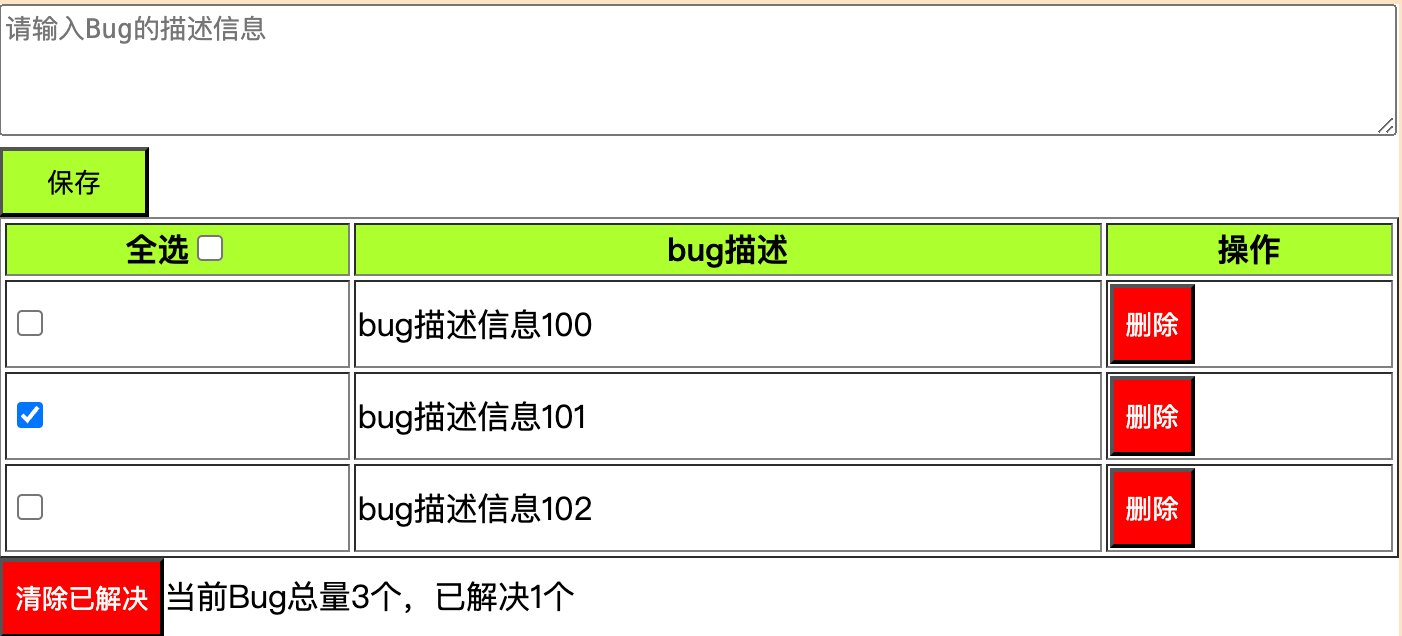 请输入Bug的描述信息
保存
全选 bug描述 操作
bug描述信息100 删除
bug描述信息101 删除
bug描述信息102 删除
清除已解决 当前Bug总量3个，已解决1个